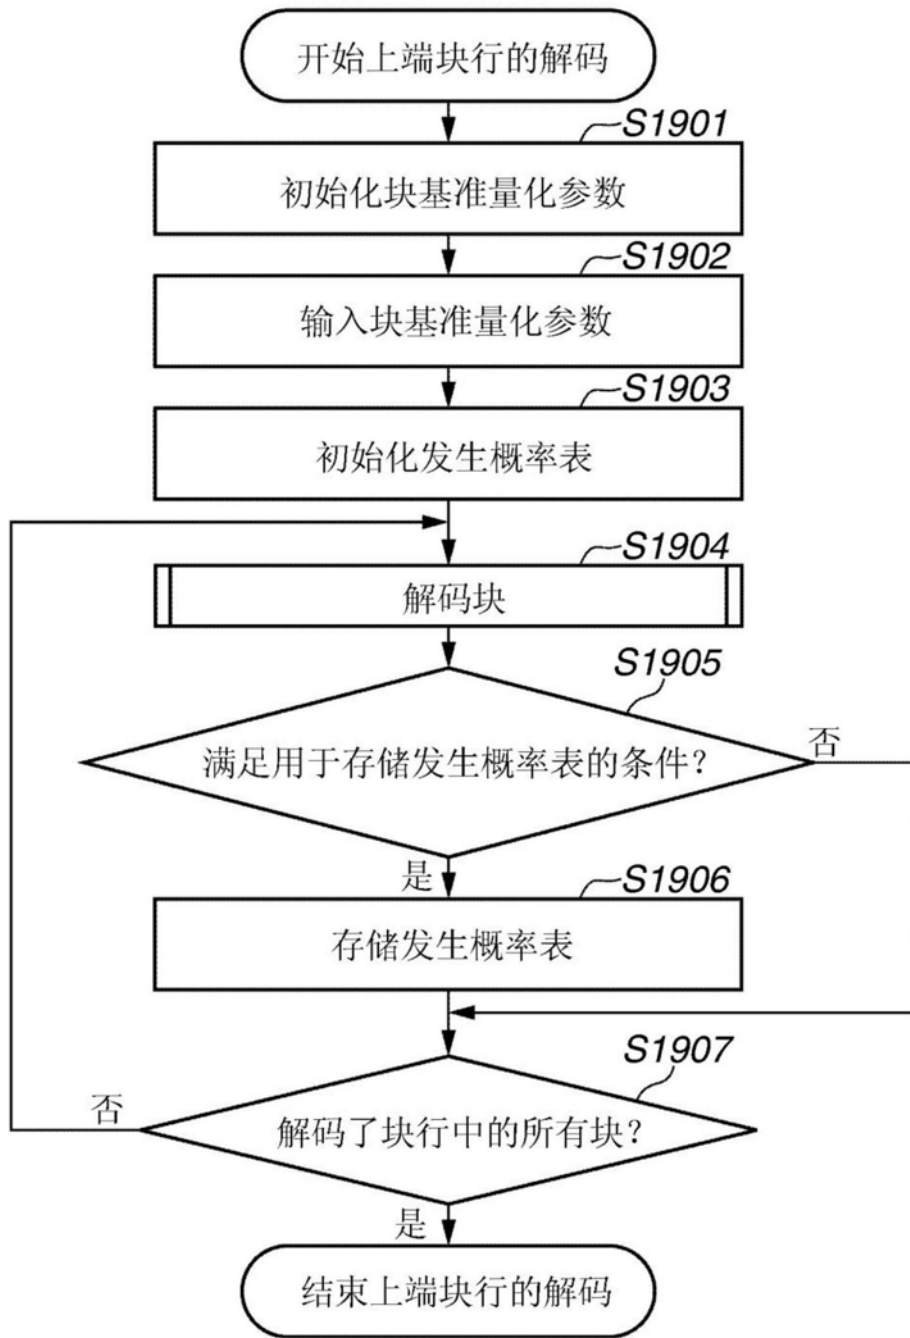 开始上端块行的解码
S1901
初始化块基准量化参数
S1902
输入块基准量化参数
S1903
初始化发生概率表
S1904
解码块
S1905
满足用于存储发生概率表的条件？
否
是
S1906
存储发生概率表
S1907
否
解码了块行中的所有块？
是
结束上端块行的解码